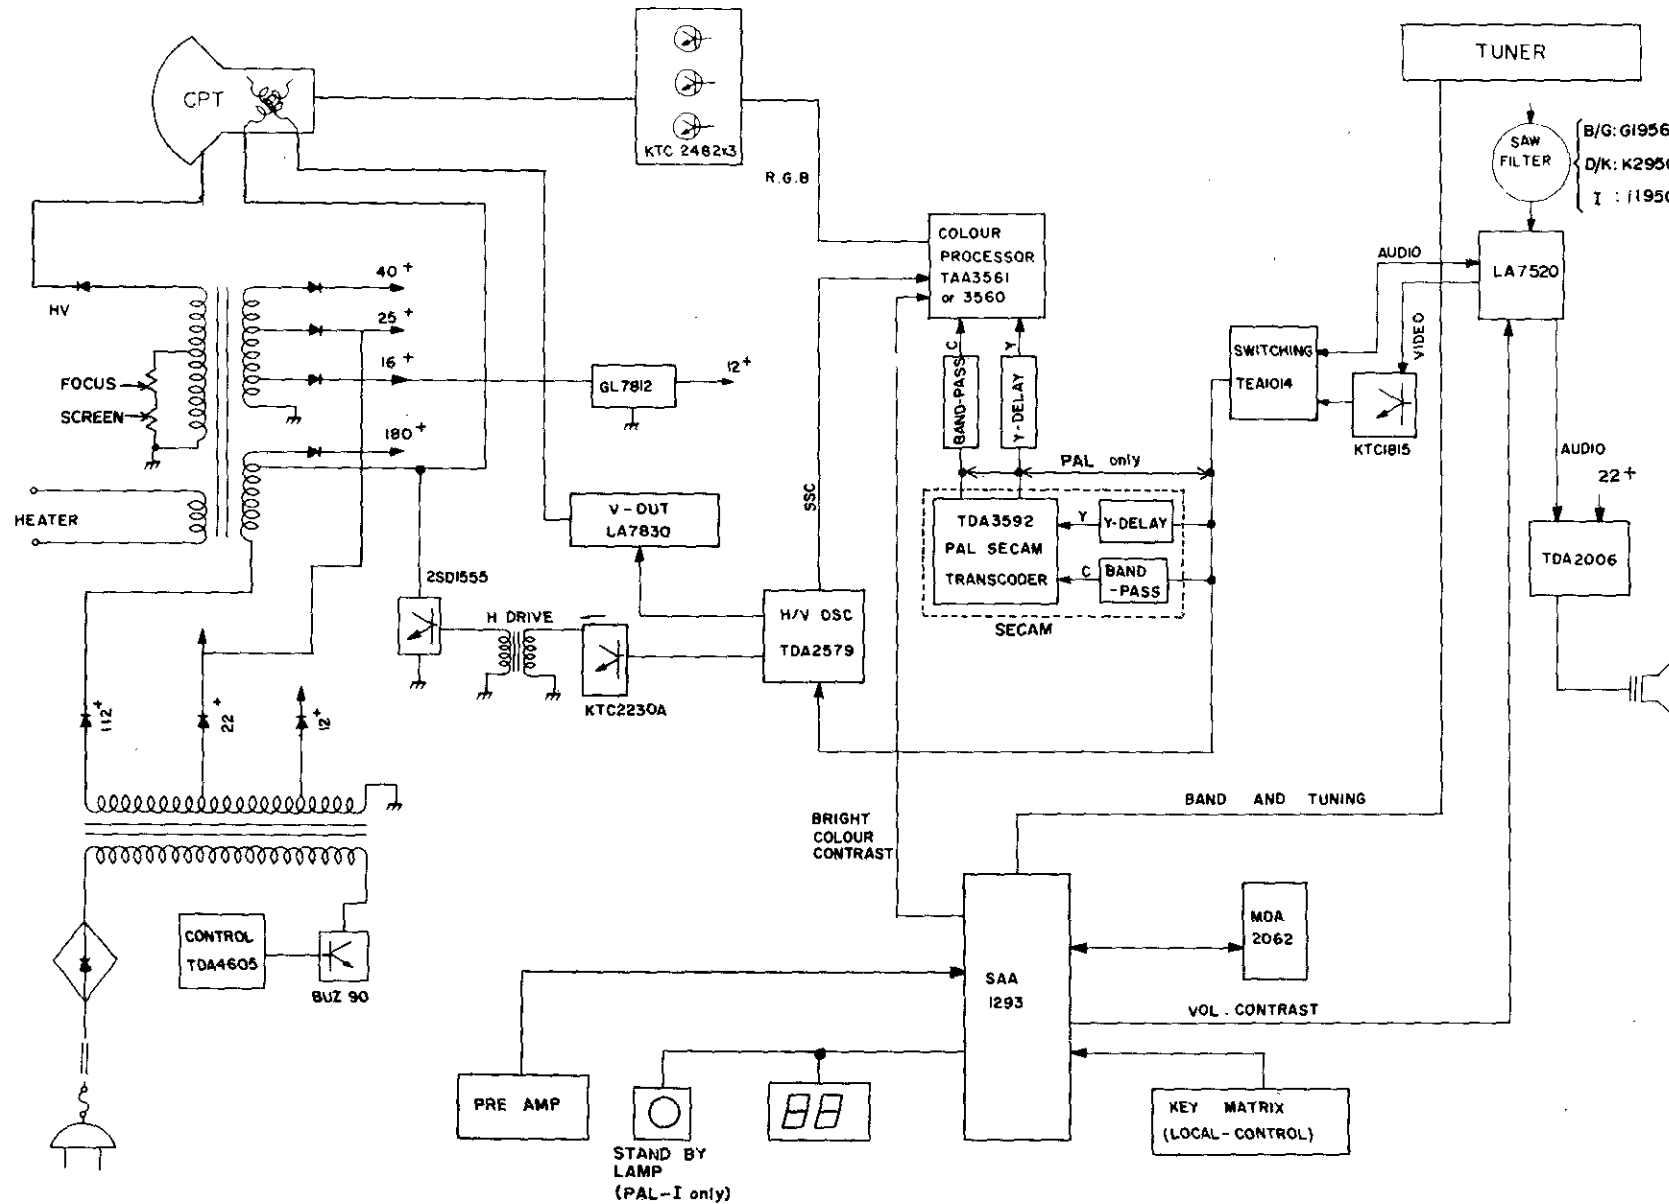 TUNER
CPT
KTC 2482x3
R.G.B
SAW
FILTER
B/G: G1956
D/K: K2950
I : I1950
COLOUR
PROCESSOR
TAA3561
or 3560
AUDIO
LA7520
VIDEO
SWITCHING
TEA1014
KTC1815
AUDIO
22+
TDA2006
HV
40+
25+
16+
180+
FOCUS
SCREEN
HEATER
GL7812
12+
C
Y
BAND-PASS
Y-DELAY
PAL only
TDA3592
PAL SECAM
TRANSCODER
Y
Y-DELAY
C
BAND
-PASS
SECAM
SSC
V-OUT
LA7830
2SD1555
H DRIVE
KTC2230A
H/V OSC
TDA2579
112+
22+
12+
BRIGHT
COLOUR
CONTRAST
BAND AND TUNING
CONTROL
TDA4605
BUZ 90
SAA
1293
MDA
2062
VOL. CONTRAST
PRE AMP
STAND BY
LAMP
(PAL-I only)
88
KEY MATRIX
(LOCAL-CONTROL)